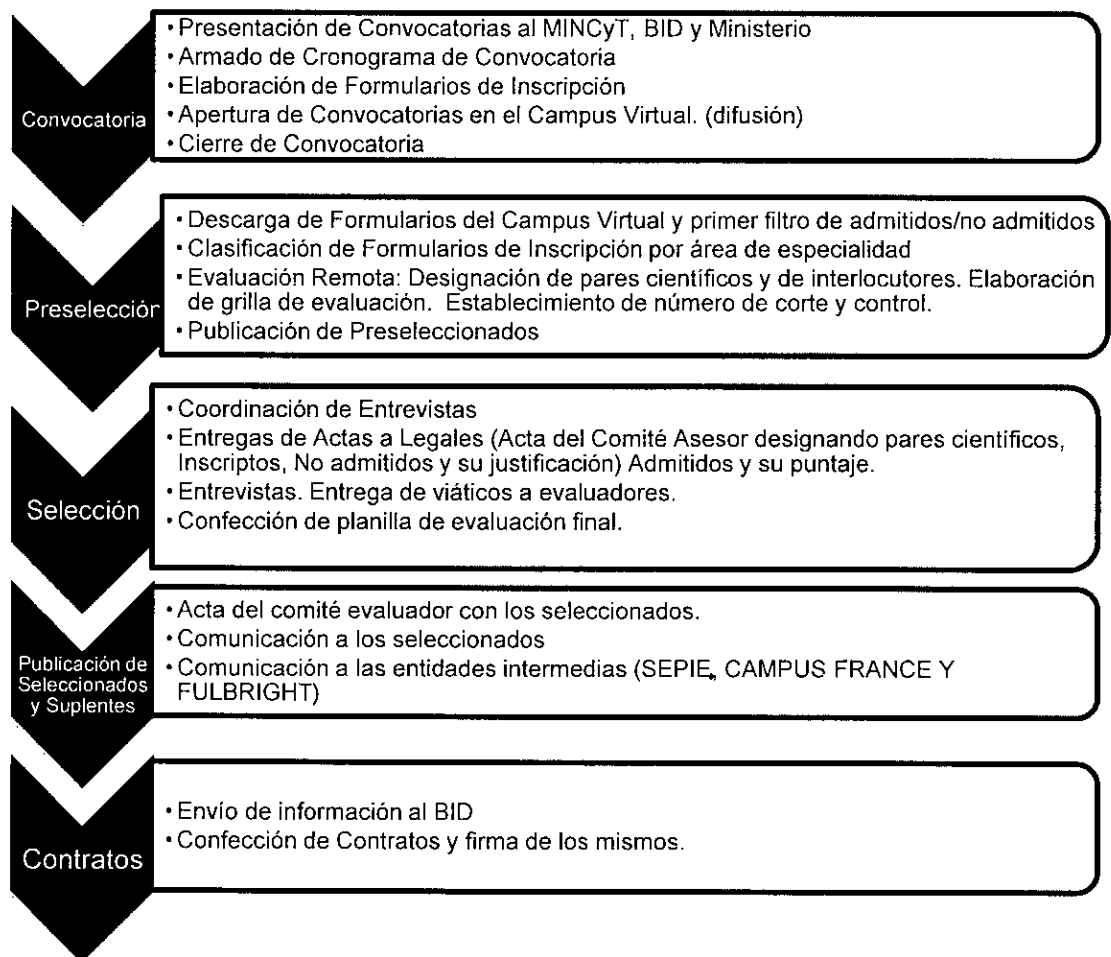 Convocatoria
• Presentación de Convocatorias al MINCyT, BID y Ministerio
• Armado de Cronograma de Convocatoria
• Elaboración de Formularios de Inscripción
• Apertura de Convocatorias en el Campus Virtual. (difusión)
• Cierre de Convocatoria
Preselección
• Descarga de Formularios del Campus Virtual y primer filtro de admitidos/no admitidos
• Clasificación de Formularios de Inscripción por área de especialidad
• Evaluación Remota: Designación de pares científicos y de interlocutores. Elaboración
de grilla de evaluación. Establecimiento de número de corte y control.
• Publicación de Preseleccionados
Selección
• Coordinación de Entrevistas
• Entregas de Actas a Legales (Acta del Comité Asesor designando pares científicos,
Inscriptos, No admitidos y su justificación) Admitidos y su puntaje.
• Entrevistas. Entrega de viáticos a evaluadores.
• Confección de planilla de evaluación final.
Publicación de
Seleccionados
y Suplentes
• Acta del comité evaluador con los seleccionados.
• Comunicación a los seleccionados
• Comunicación a las entidades intermedias (SEPIE, CAMPUS FRANCE Y
FULBRIGHT)
Contratos
• Envío de información al BID
• Confección de Contratos y firma de los mismos.